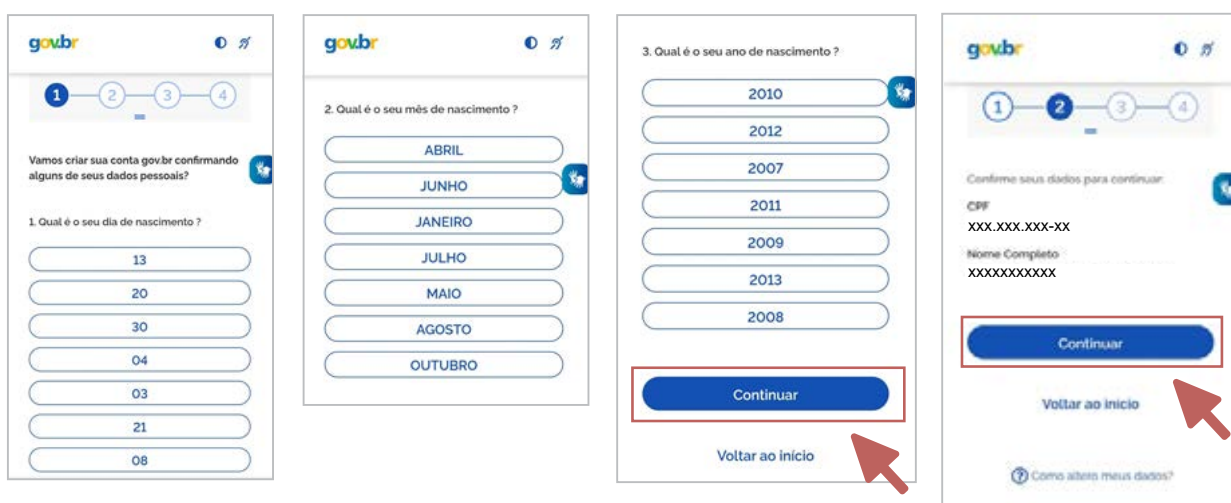 gov.br
1 2 3 4
Vamos criar sua conta gov.br confirmando
alguns de seus dados pessoais?
1. Qual é o seu dia de nascimento ?
13
20
30
04
03
21
08
gov.br
2. Qual é o seu mês de nascimento ?
ABRIL
JUNHO
JANEIRO
JULHO
MAIO
AGOSTO
OUTUBRO
3. Qual é o seu ano de nascimento ?
2010
2012
2007
2011
2009
2013
2008
Continuar
Voltar ao início
gov.br
1 2 3 4
Confirme seus dados para continuar:
CPF
xxx.xxx.xxx-xx
Nome Completo
xxxxxxxxxxx
Continuar
Voltar ao início
Como altero meus dados?